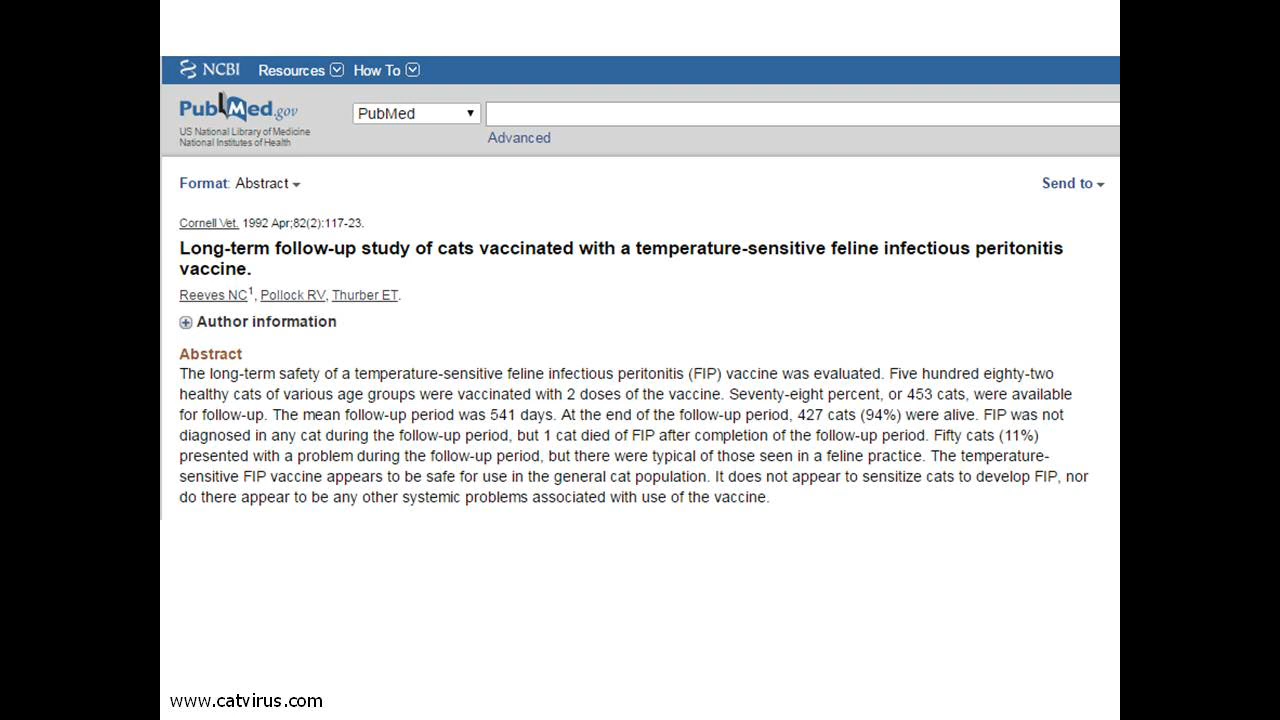 NCBI Resources How To
PubMed.gov
US National Library of Medicine
National Institutes of Health
PubMed
Advanced
Format: Abstract
Send to
Cornell Vet. 1992 Apr;82(2):117-23.
Long-term follow-up study of cats vaccinated with a temperature-sensitive feline infectious peritonitis
vaccine.
Reeves NC1, Pollock RV, Thurber ET.
Author information
Abstract
The long-term safety of a temperature-sensitive feline infectious peritonitis (FIP) vaccine was evaluated. Five hundred eighty-two
healthy cats of various age groups were vaccinated with 2 doses of the vaccine. Seventy-eight percent, or 453 cats, were available
for follow-up. The mean follow-up period was 541 days. At the end of the follow-up period, 427 cats (94%) were alive. FIP was not
diagnosed in any cat during the follow-up period, but 1 cat died of FIP after completion of the follow-up period. Fifty cats (11%)
presented with a problem during the follow-up period, but there were typical of those seen in a feline practice. The temperature-
sensitive FIP vaccine appears to be safe for use in the general cat population. It does not appear to sensitize cats to develop FIP, nor
do there appear to be any other systemic problems associated with use of the vaccine.
www.catvirus.com